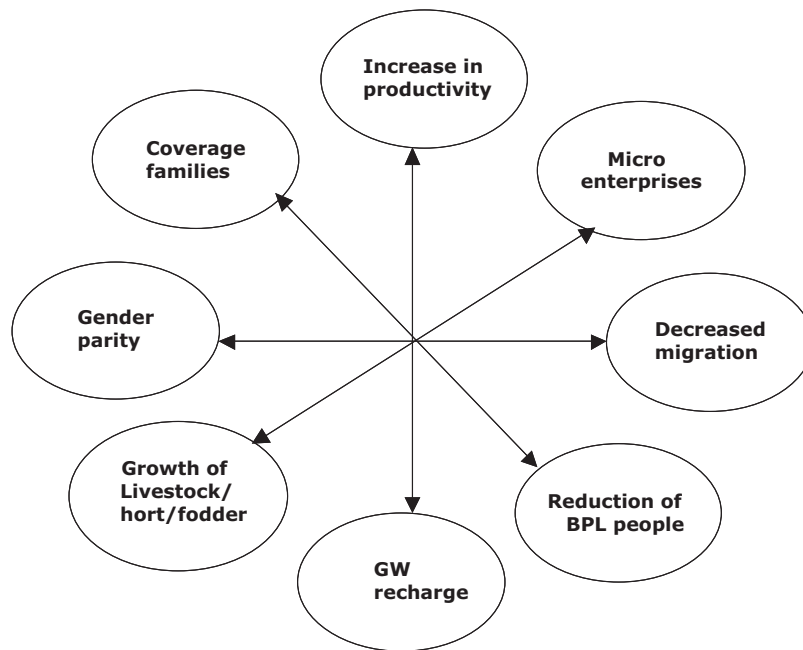 Increase in
productivity
Coverage
families
Micro
enterprises
Gender
parity
Decreased
migration
Growth of
Livestock/
hort/fodder
Reduction of
BPL people
GW
recharge